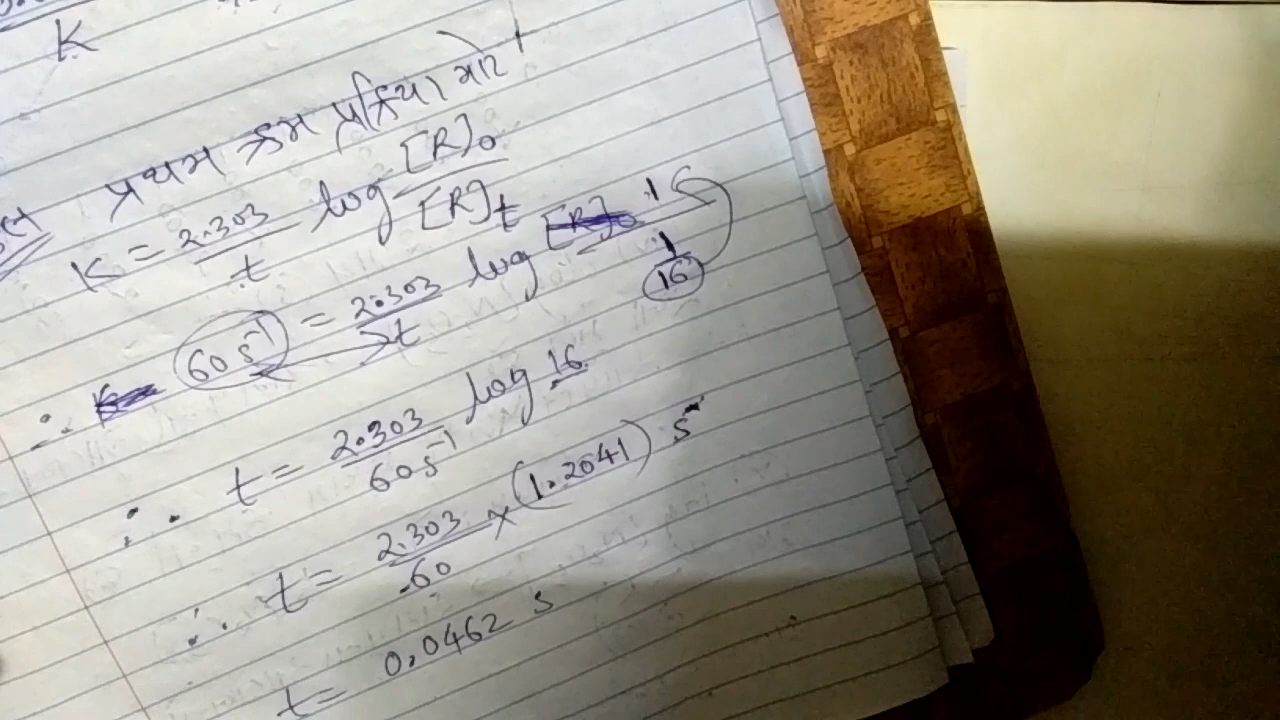 K
हल प्रथम क्रम प्रक्रिया माटे
K = 2.303/t log [R]₀/[R]t
∴ 60 s⁻¹ = 2.303/t log 1/(1/16)
∴ t = 2.303/60 s⁻¹ log 16
∴ t = 2.303/60 × (1.2041) s
t = 0.0462 s